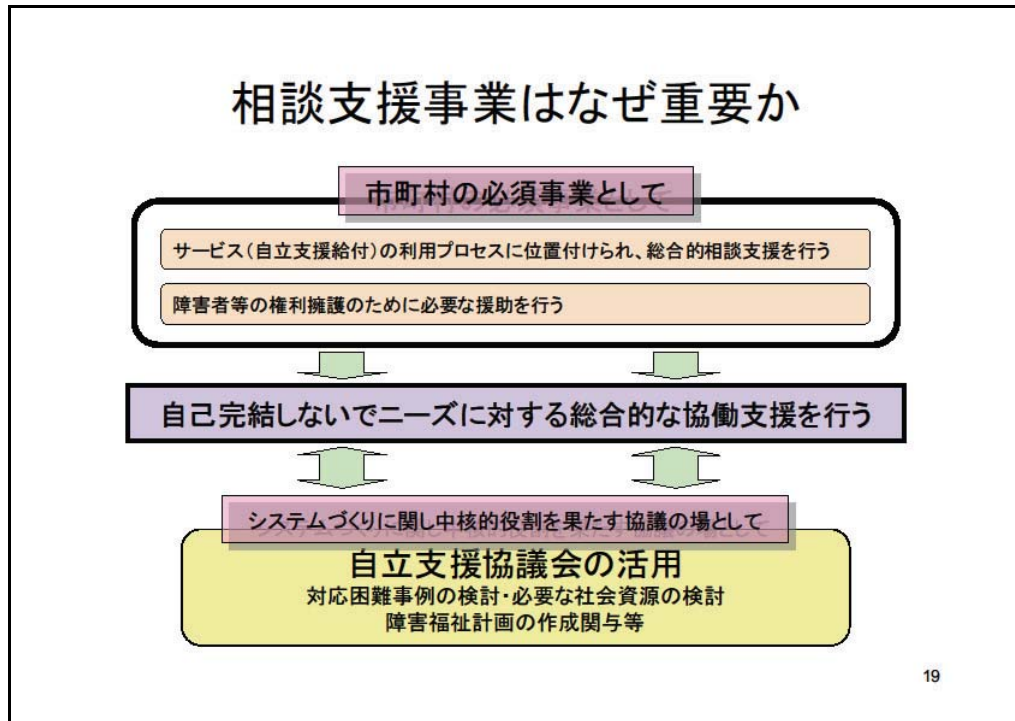 相談支援事業はなぜ重要か
市町村の必須事業として
サービス(自立支援給付)の利用プロセスに位置付けられ、総合的相談支援を行う
障害者等の権利擁護のために必要な援助を行う
自己完結しないでニーズに対する総合的な協働支援を行う
システムづくりに関し中核的役割を果たす協議の場として
自立支援協議会の活用
対応困難事例の検討・必要な社会資源の検討
障害福祉計画の作成関与等
19